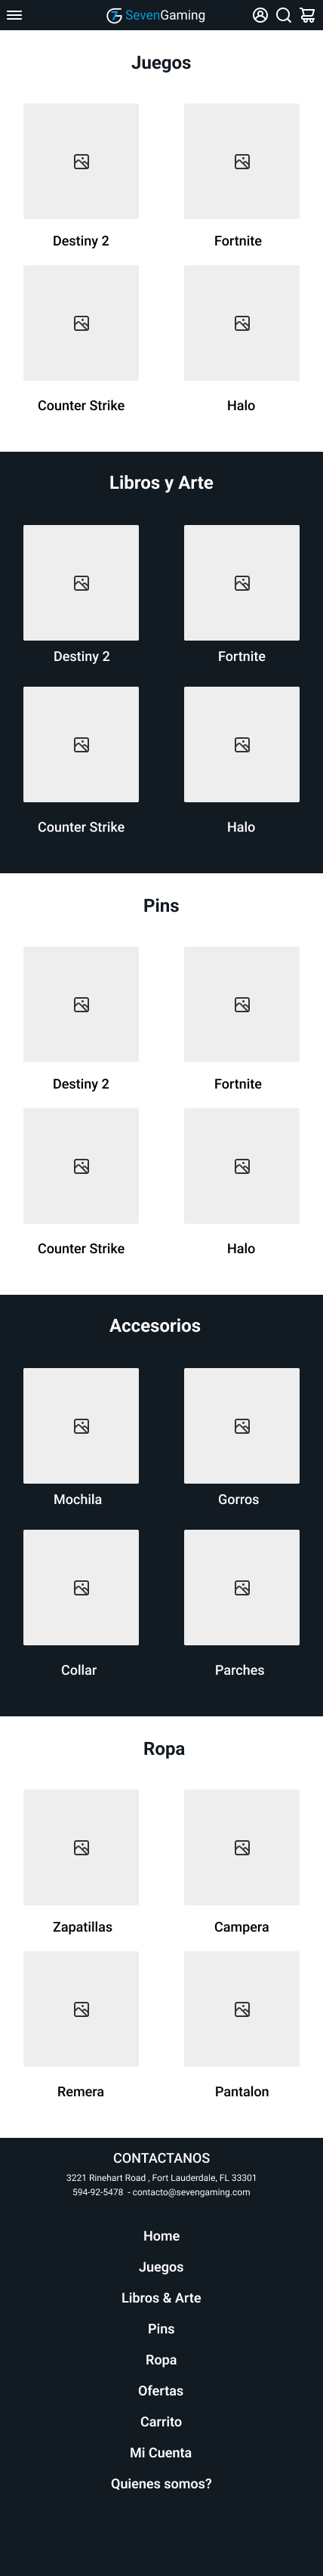 SevenGaming
Juegos
Destiny 2
Fortnite
Counter Strike
Halo
Libros y Arte
Destiny 2
Fortnite
Counter Strike
Halo
Pins
Destiny 2
Fortnite
Counter Strike
Halo
Accesorios
Mochila
Gorros
Collar
Parches
Ropa
Zapatillas
Campera
Remera
Pantalon
CONTACTANOS
3221 Rinehart Road , Fort Lauderdale, FL 33301
594-92-5478 - contacto@sevengaming.com
Home
Juegos
Libros & Arte
Pins
Ropa
Ofertas
Carrito
Mi Cuenta
Quienes somos?